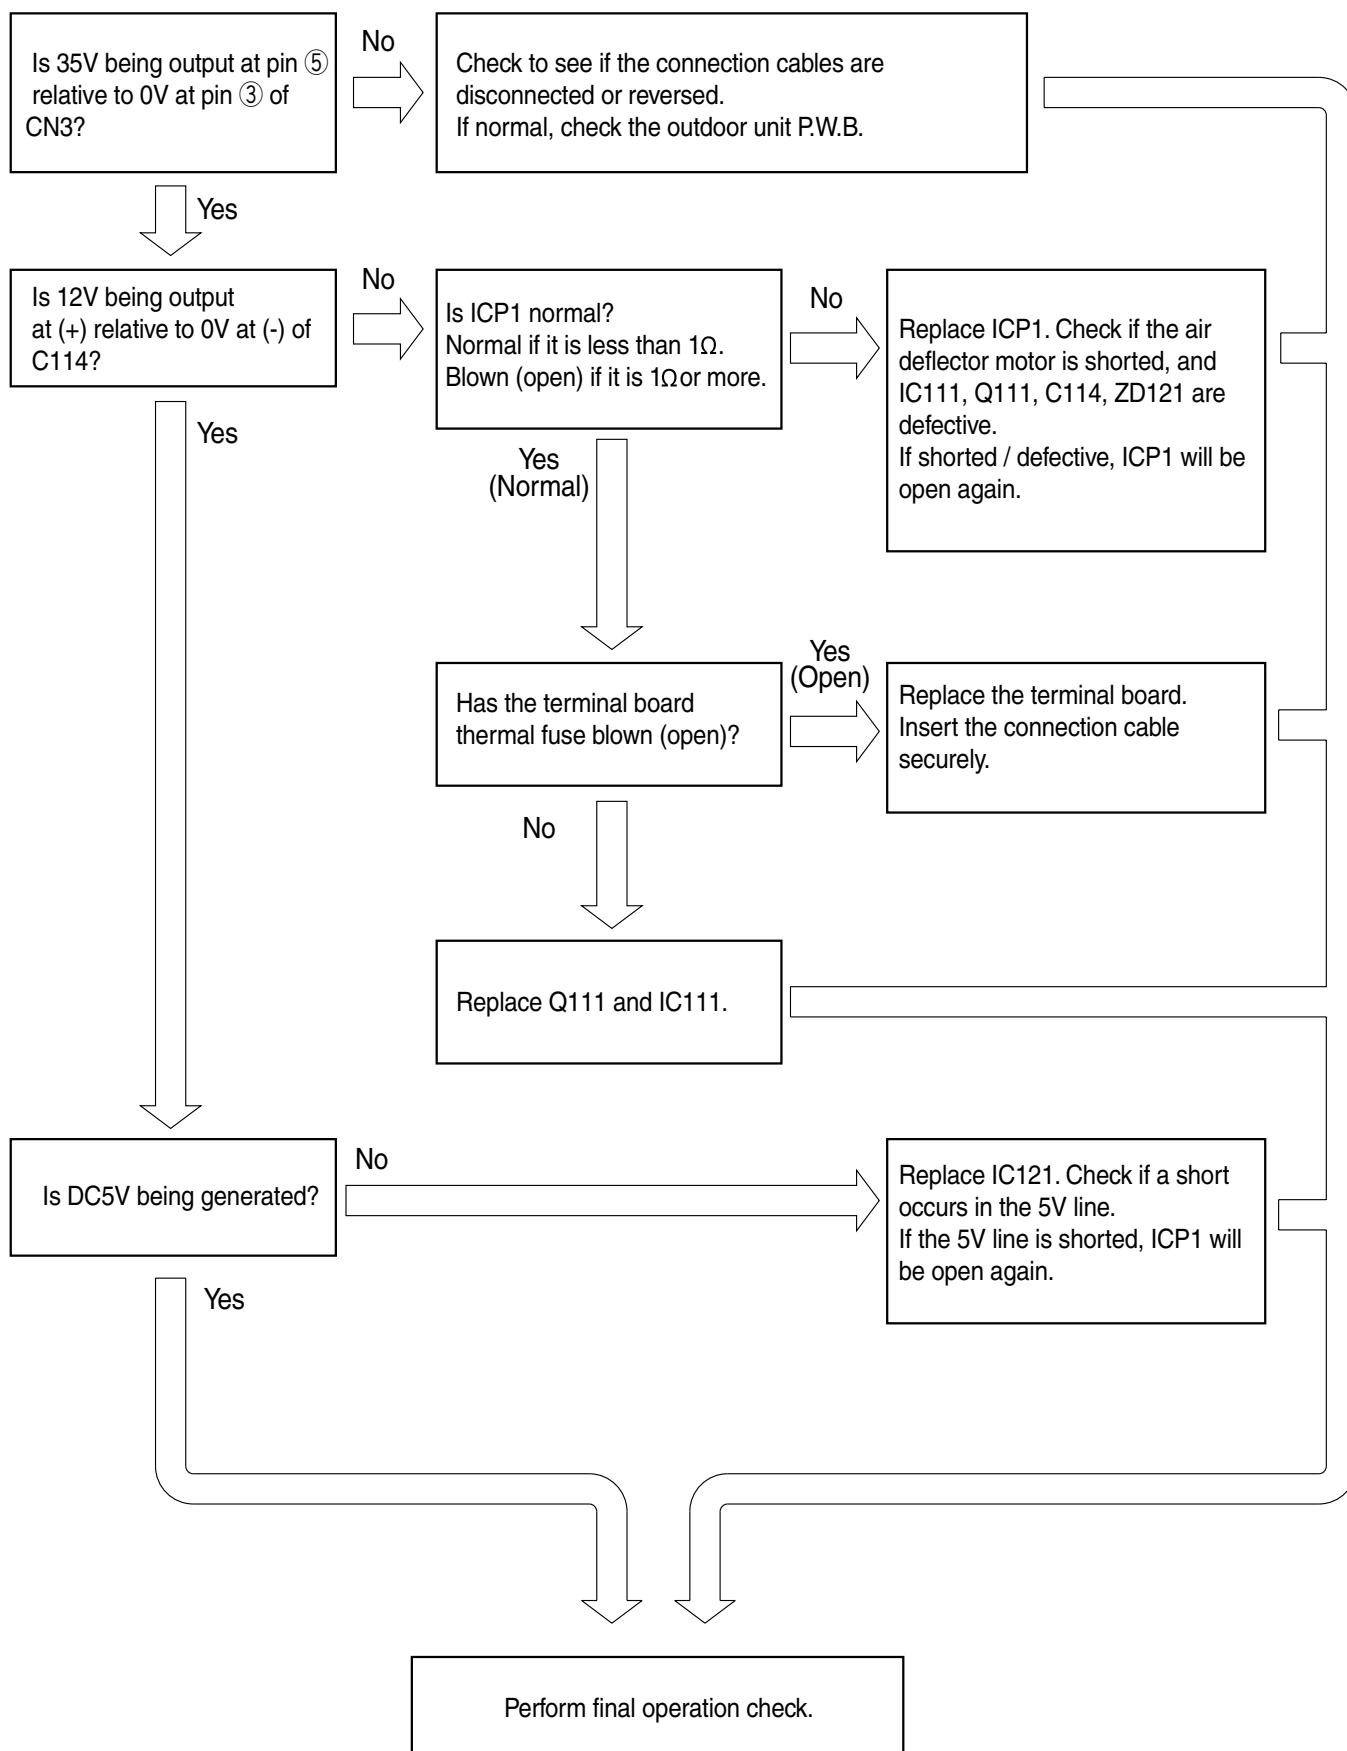 Is 35V being output at pin ⑤
relative to 0V at pin ③ of
CN3?
No
Check to see if the connection cables are
disconnected or reversed.
If normal, check the outdoor unit P.W.B.
Yes
Is 12V being output
at (+) relative to 0V at (-) of
C114?
No
Is ICP1 normal?
Normal if it is less than 1Ω.
Blown (open) if it is 1Ω or more.
No
Replace ICP1. Check if the air
deflector motor is shorted, and
IC111, Q111, C114, ZD121 are
defective.
If shorted / defective, ICP1 will be
open again.
Yes
Yes
(Normal)
Has the terminal board
thermal fuse blown (open)?
Yes
(Open)
Replace the terminal board.
Insert the connection cable
securely.
No
Replace Q111 and IC111.
Is DC5V being generated?
No
Replace IC121. Check if a short
occurs in the 5V line.
If the 5V line is shorted, ICP1 will
be open again.
Yes
Perform final operation check.